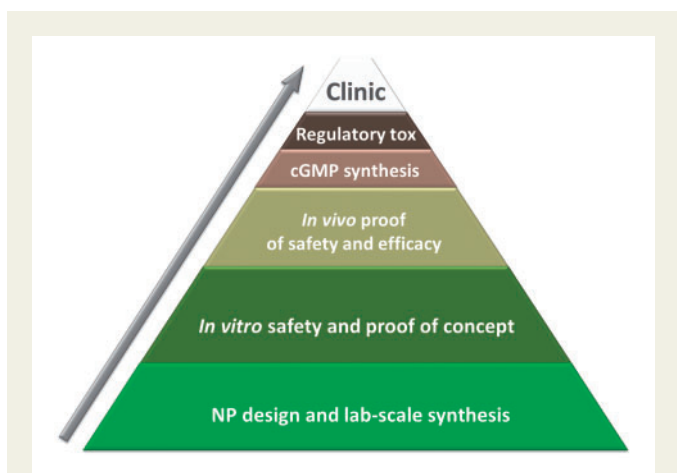 Clinic
Regulatory tox
cGMP synthesis
In vivo proof
of safety and efficacy
In vitro safety and proof of concept
NP design and lab-scale synthesis